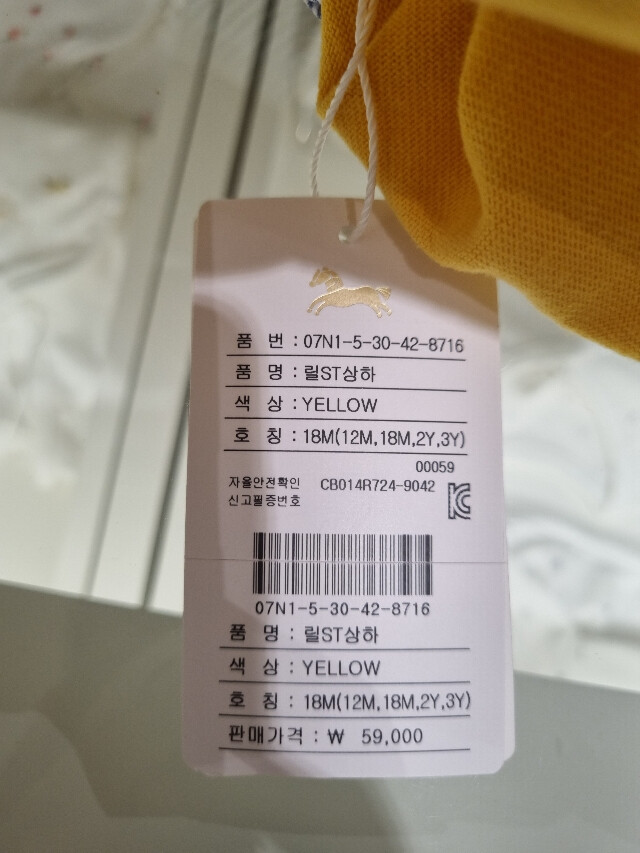 품 번 : 07N1-5-30-42-8716
품 명 : 릴ST상하
색 상 : YELLOW
호 칭 : 18M(12M,18M,2Y,3Y)
00059
자율안전확인 CB014R724-9042
신고필증번호
07N1-5-30-42-8716
품 명 : 릴ST상하
색 상 : YELLOW
호 칭 : 18M(12M,18M,2Y,3Y)
판매가격 : ₩ 59,000